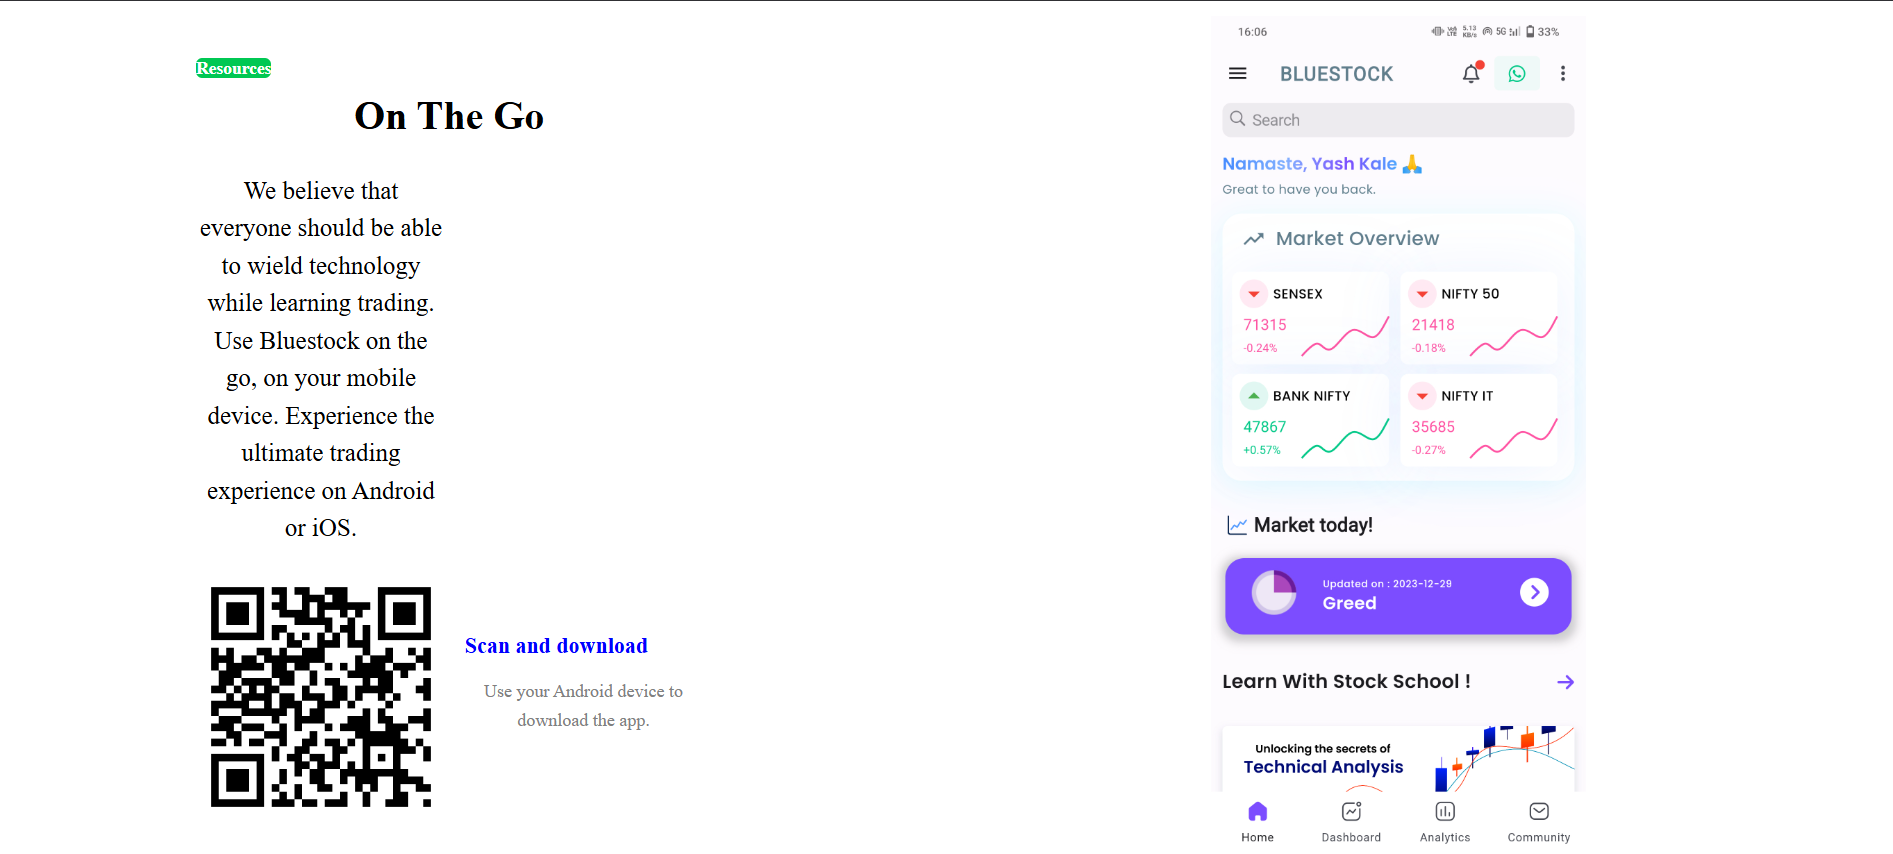 Resources
On The Go
We believe that
everyone should be able
to wield technology
while learning trading.
Use Bluestock on the
go, on your mobile
device. Experience the
ultimate trading
experience on Android
or iOS.
Scan and download
Use your Android device to
download the app.
16:06
5.13 KB/s 5G 33%
BLUESTOCK
Search
Namaste, Yash Kale 🙏
Great to have you back.
Market Overview
SENSEX
71315
-0.24%
NIFTY 50
21418
-0.18%
BANK NIFTY
47867
+0.57%
NIFTY IT
35685
-0.27%
Market today!
Updated on : 2023-12-29
Greed
Learn With Stock School !
Unlocking the secrets of
Technical Analysis
Home Dashboard Analytics Community